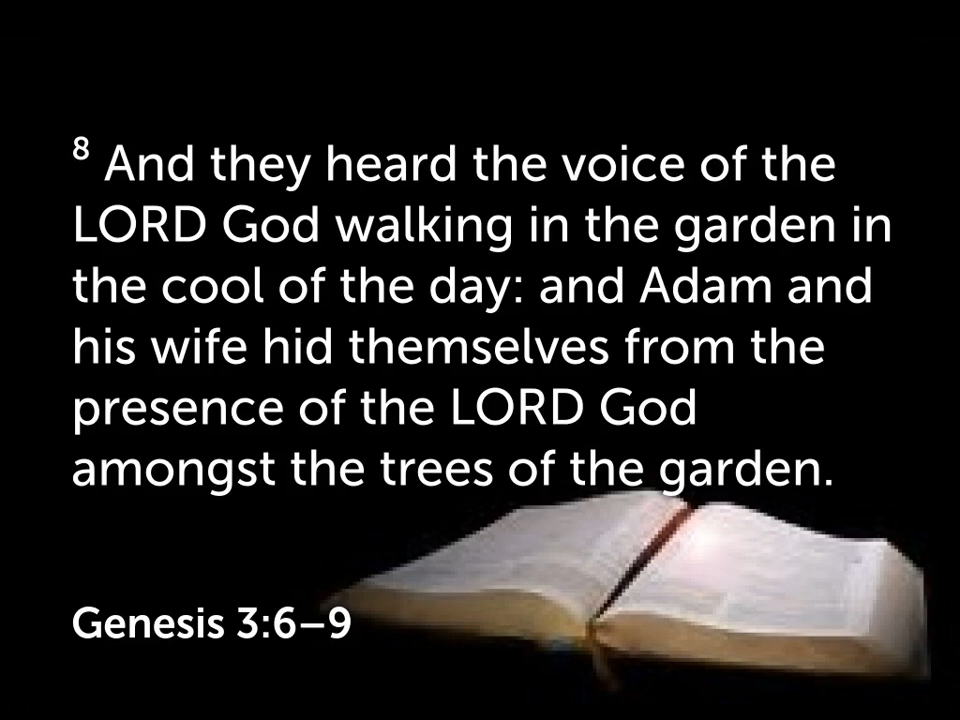 ⁸ And they heard the voice of the
LORD God walking in the garden in
the cool of the day: and Adam and
his wife hid themselves from the
presence of the LORD God
amongst the trees of the garden.
Genesis 3:6–9